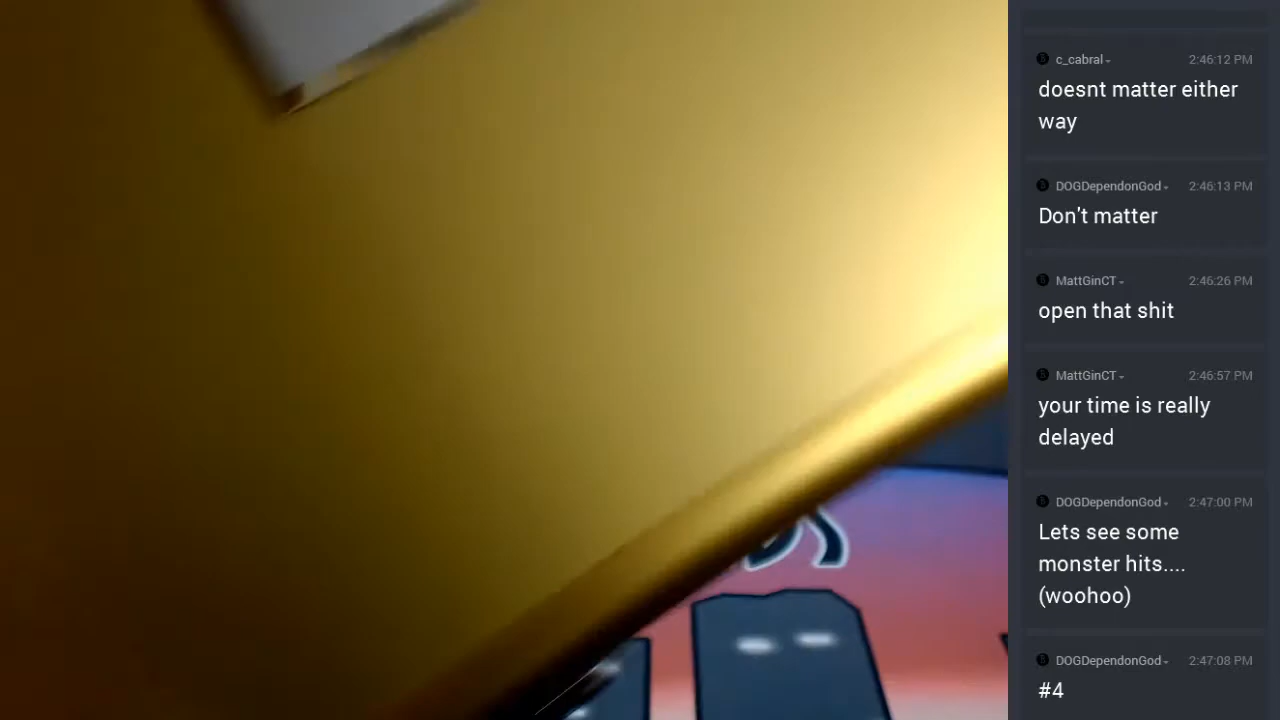 c_cabral
2:46:12 PM
doesnt matter either
way
DOGDependonGod
2:46:13 PM
Don't matter
MattGinCT
2:46:26 PM
open that shit
MattGinCT
2:46:57 PM
your time is really
delayed
DOGDependonGod
2:47:00 PM
Lets see some
monster hits....
(woohoo)
DOGDependonGod
2:47:08 PM
#4